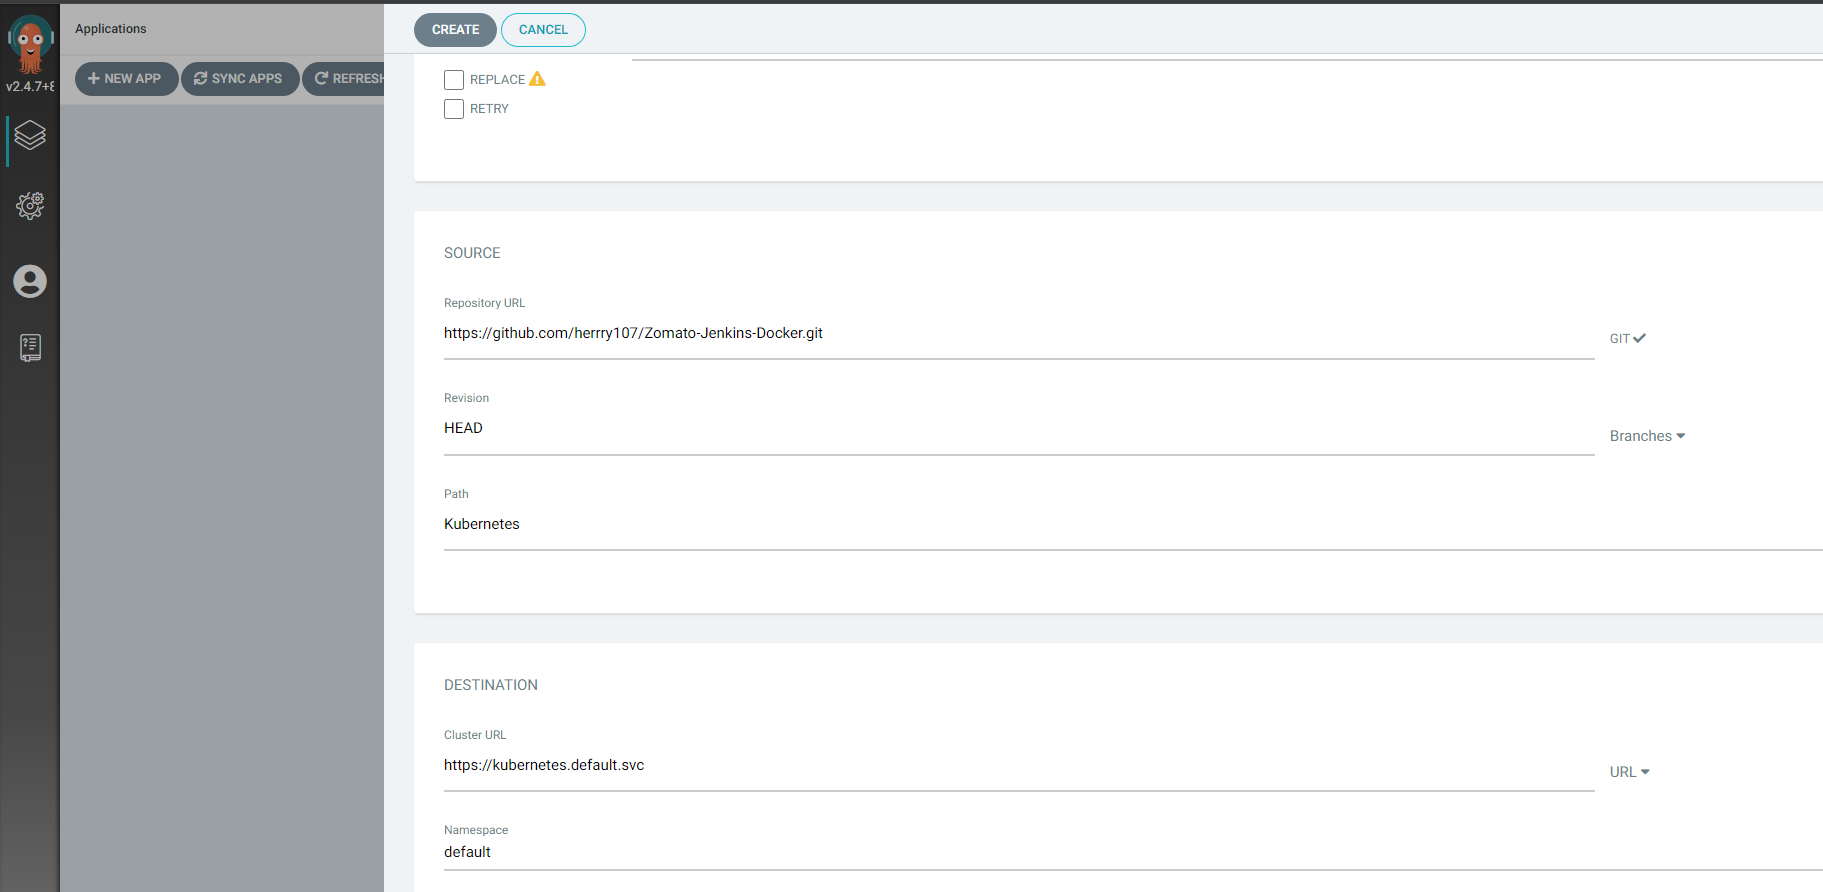 Applications
v2.4.7+8
NEW APP
SYNC APPS
REFRESH
CREATE
CANCEL
REPLACE
RETRY
SOURCE
Repository URL
https://github.com/herrry107/Zomato-Jenkins-Docker.git
GIT
Revision
HEAD
Branches
Path
Kubernetes
DESTINATION
Cluster URL
https://kubernetes.default.svc
URL
Namespace
default